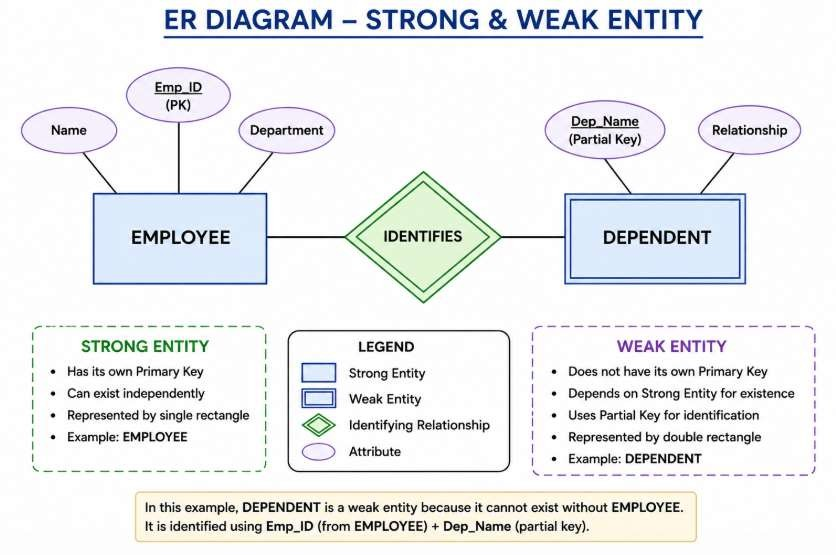 ER DIAGRAM – STRONG & WEAK ENTITY
Name
Emp_ID
(PK)
Department
Dep_Name
(Partial Key)
Relationship
EMPLOYEE
IDENTIFIES
DEPENDENT
STRONG ENTITY
• Has its own Primary Key
• Can exist independently
• Represented by single rectangle
• Example: EMPLOYEE
LEGEND
Strong Entity
Weak Entity
Identifying Relationship
Attribute
WEAK ENTITY
• Does not have its own Primary Key
• Depends on Strong Entity for existence
• Uses Partial Key for identification
• Represented by double rectangle
• Example: DEPENDENT
In this example, DEPENDENT is a weak entity because it cannot exist without EMPLOYEE.
It is identified using Emp_ID (from EMPLOYEE) + Dep_Name (partial key).